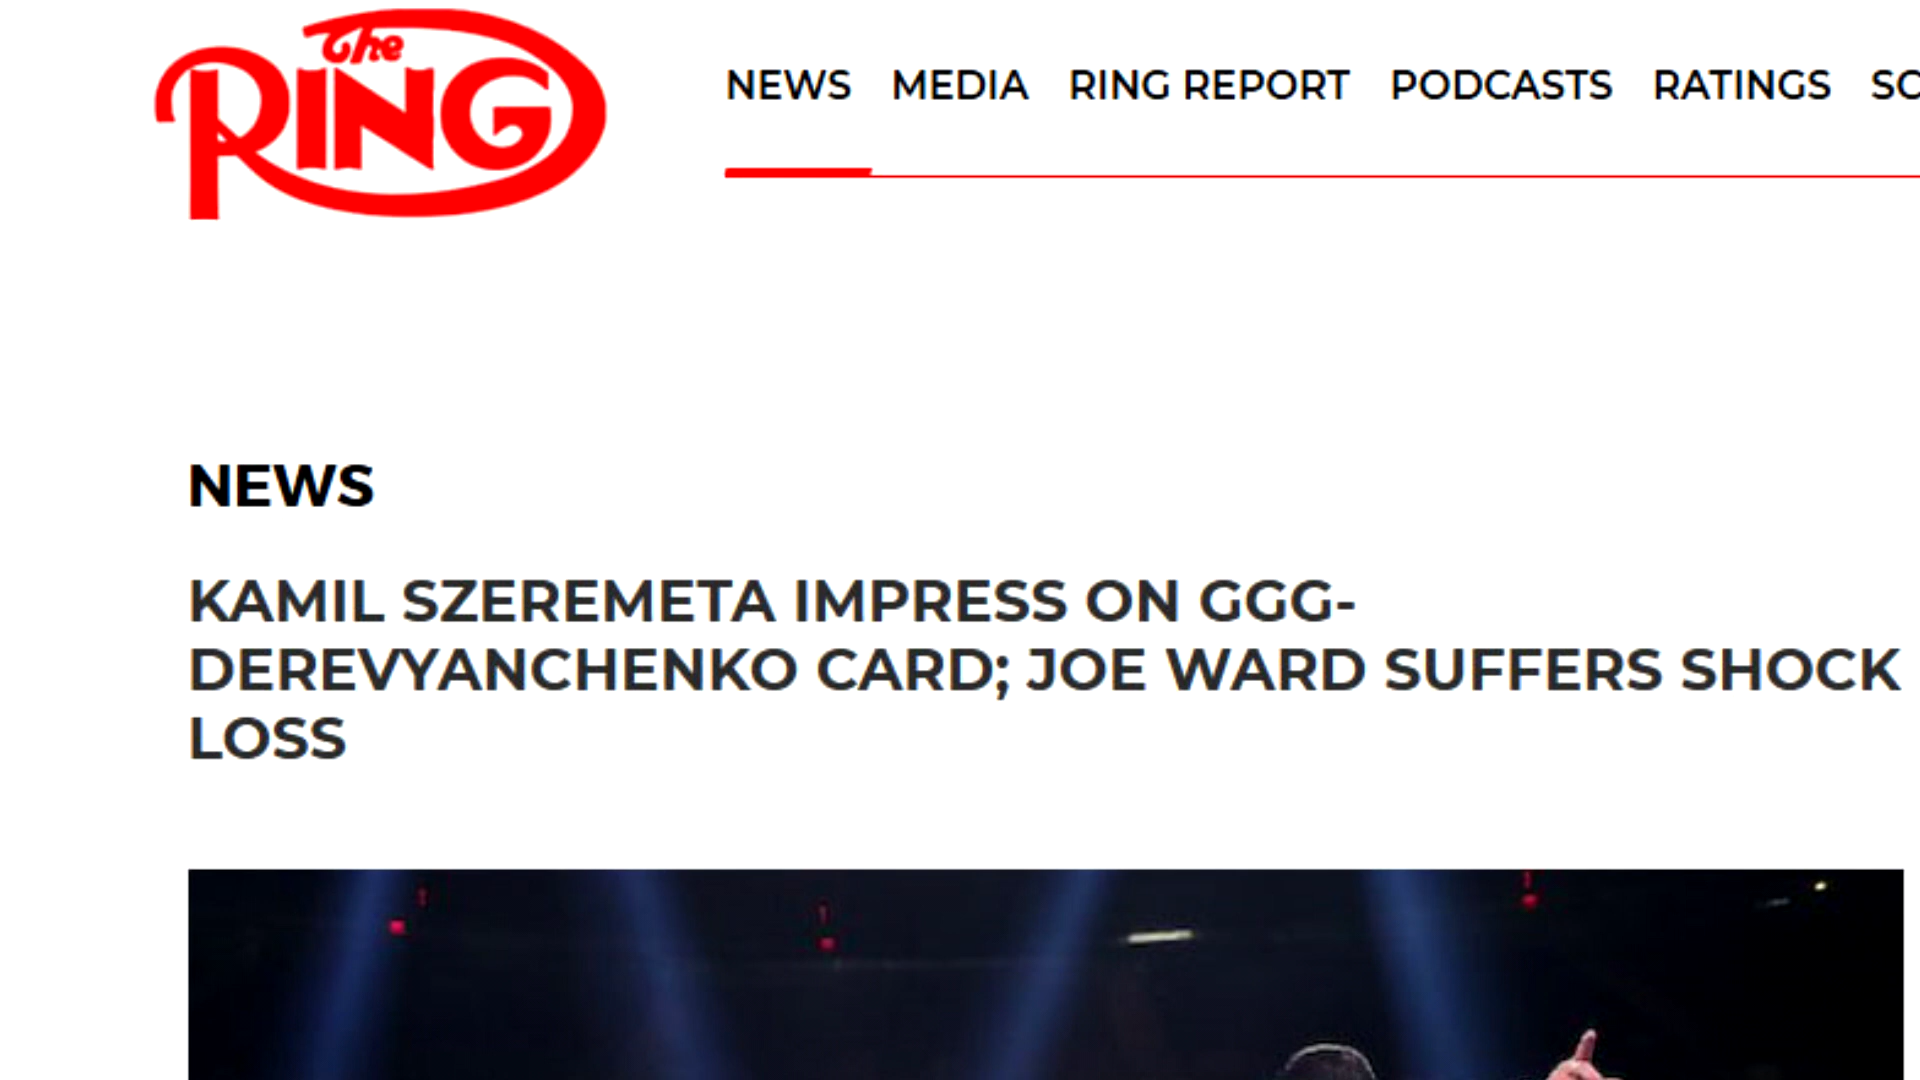 The
RING
NEWS MEDIA RING REPORT PODCASTS RATINGS
NEWS
KAMIL SZEREMETA IMPRESS ON GGG-
DEREVYANCHENKO CARD; JOE WARD SUFFERS SHOCK
LOSS